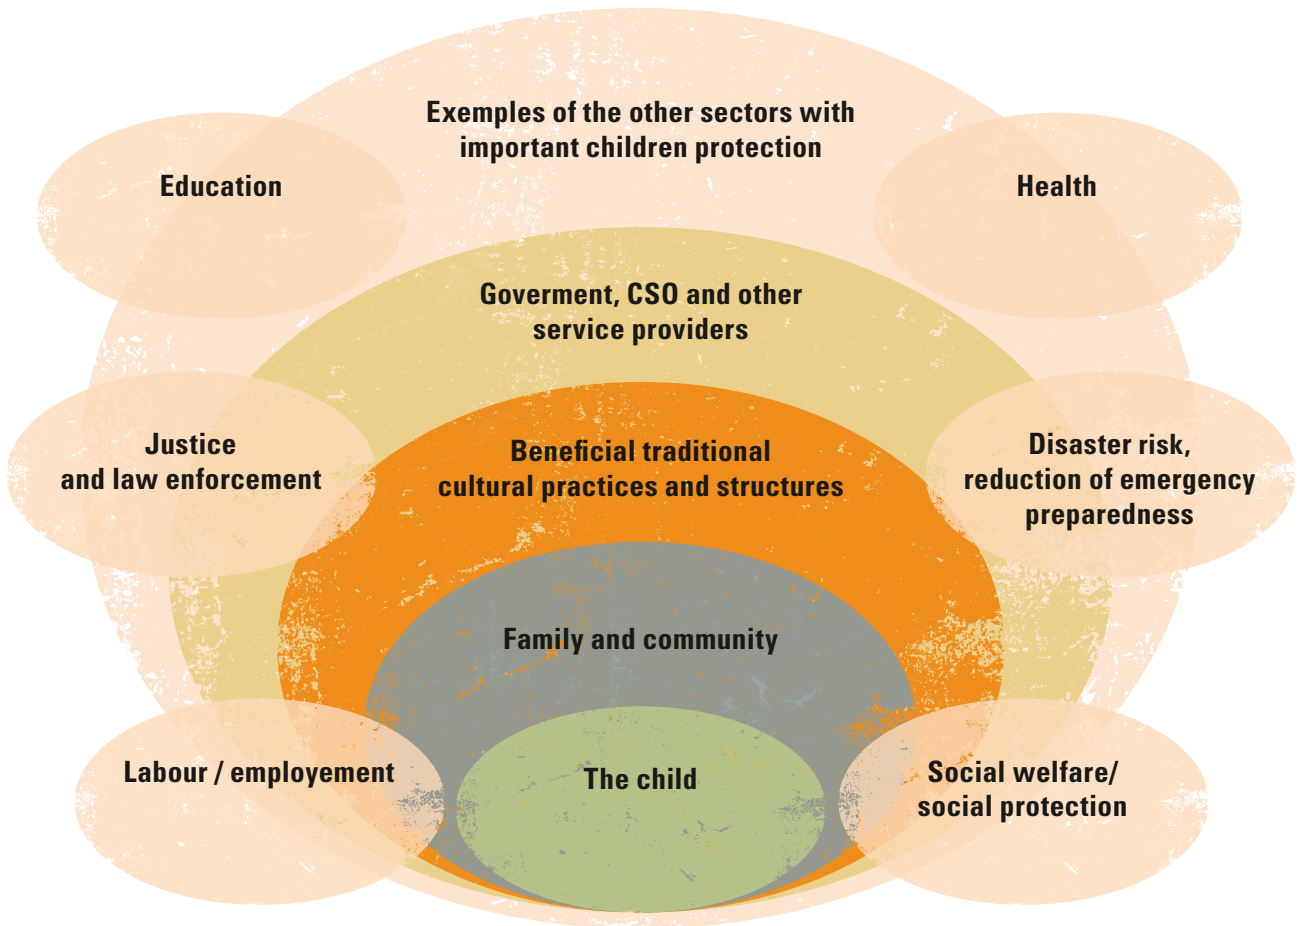 Exemples of the other sectors with
important children protection
Education
Health
Goverment, CSO and other
service providers
Justice
and law enforcement
Beneficial traditional
cultural practices and structures
Disaster risk,
reduction of emergency
preparedness
Family and community
Labour / employement
The child
Social welfare/
social protection